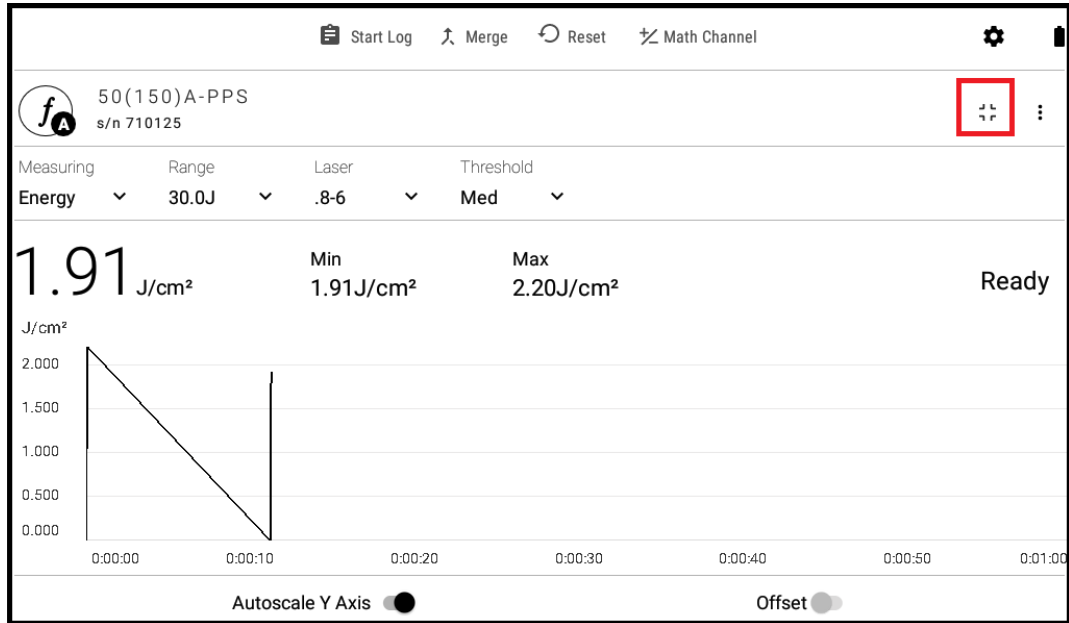 Start Log Merge Reset Math Channel
f A
50(150)A-PPS
s/n 710125
Measuring Range Laser Threshold
Energy 30.0J .8-6 Med
Min Max
1.91 J/cm² 1.91J/cm² 2.20J/cm² Ready
J/cm²
2.000
1.500
1.000
0.500
0.000
0:00:00 0:00:10 0:00:20 0:00:30 0:00:40 0:00:50 0:01:00
Autoscale Y Axis Offset